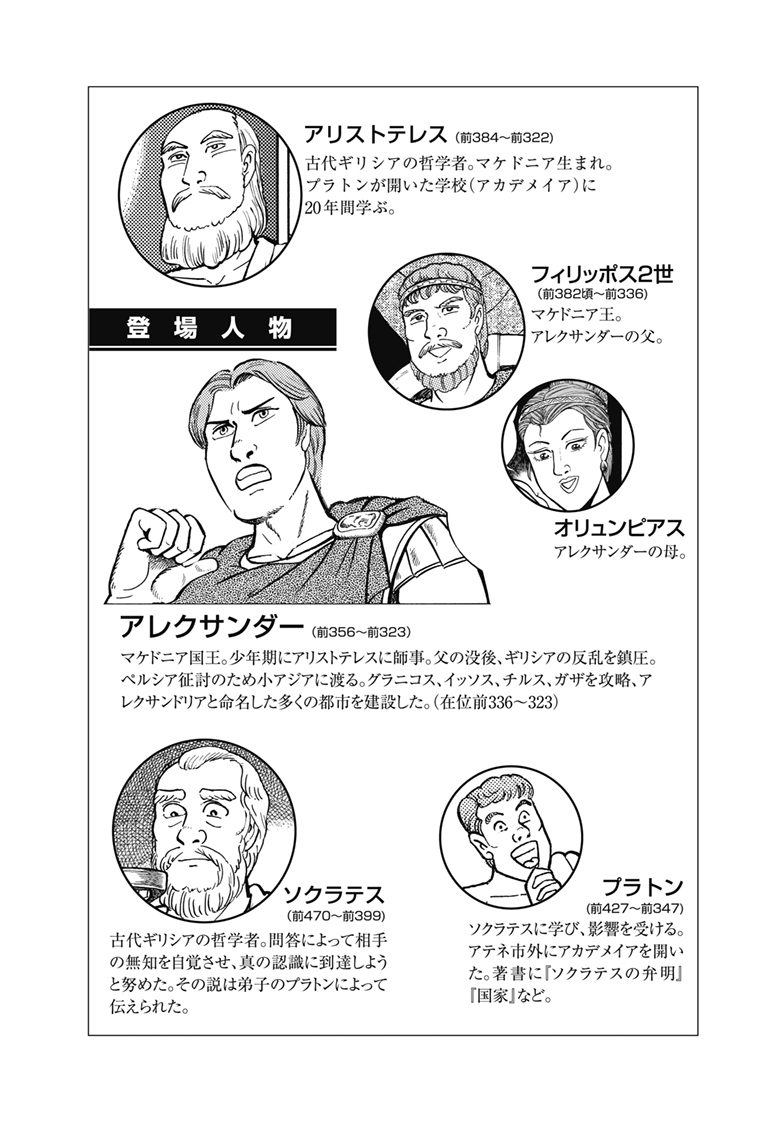 アリストテレス（前384～前322）
古代ギリシアの哲学者。マケドニア生まれ。
プラトンが開いた学校（アカデメイア）に
20年間学ぶ。
フィリッポス2世
（前382頃～前336）
マケドニア王。
アレクサンダーの父。
登場人物
オリュンピアス
アレクサンダーの母。
アレクサンダー（前356～前323）
マケドニア国王。少年期にアリストテレスに師事。父の没後、ギリシアの反乱を鎮圧。
ペルシア征討のため小アジアに渡る。グラニコス、イッソス、チルス、ガザを攻略、ア
レクサンドリアと命名した多くの都市を建設した。（在位前336～323）
ソクラテス
（前470～前399）
古代ギリシアの哲学者。問答によって相手
の無知を自覚させ、真の認識に到達しよう
と努めた。その説は弟子のプラトンによって
伝えられた。
プラトン
（前427～前347）
ソクラテスに学び、影響を受ける。
アテネ市外にアカデメイアを開い
た。著書に『ソクラテスの弁明』
『国家』など。